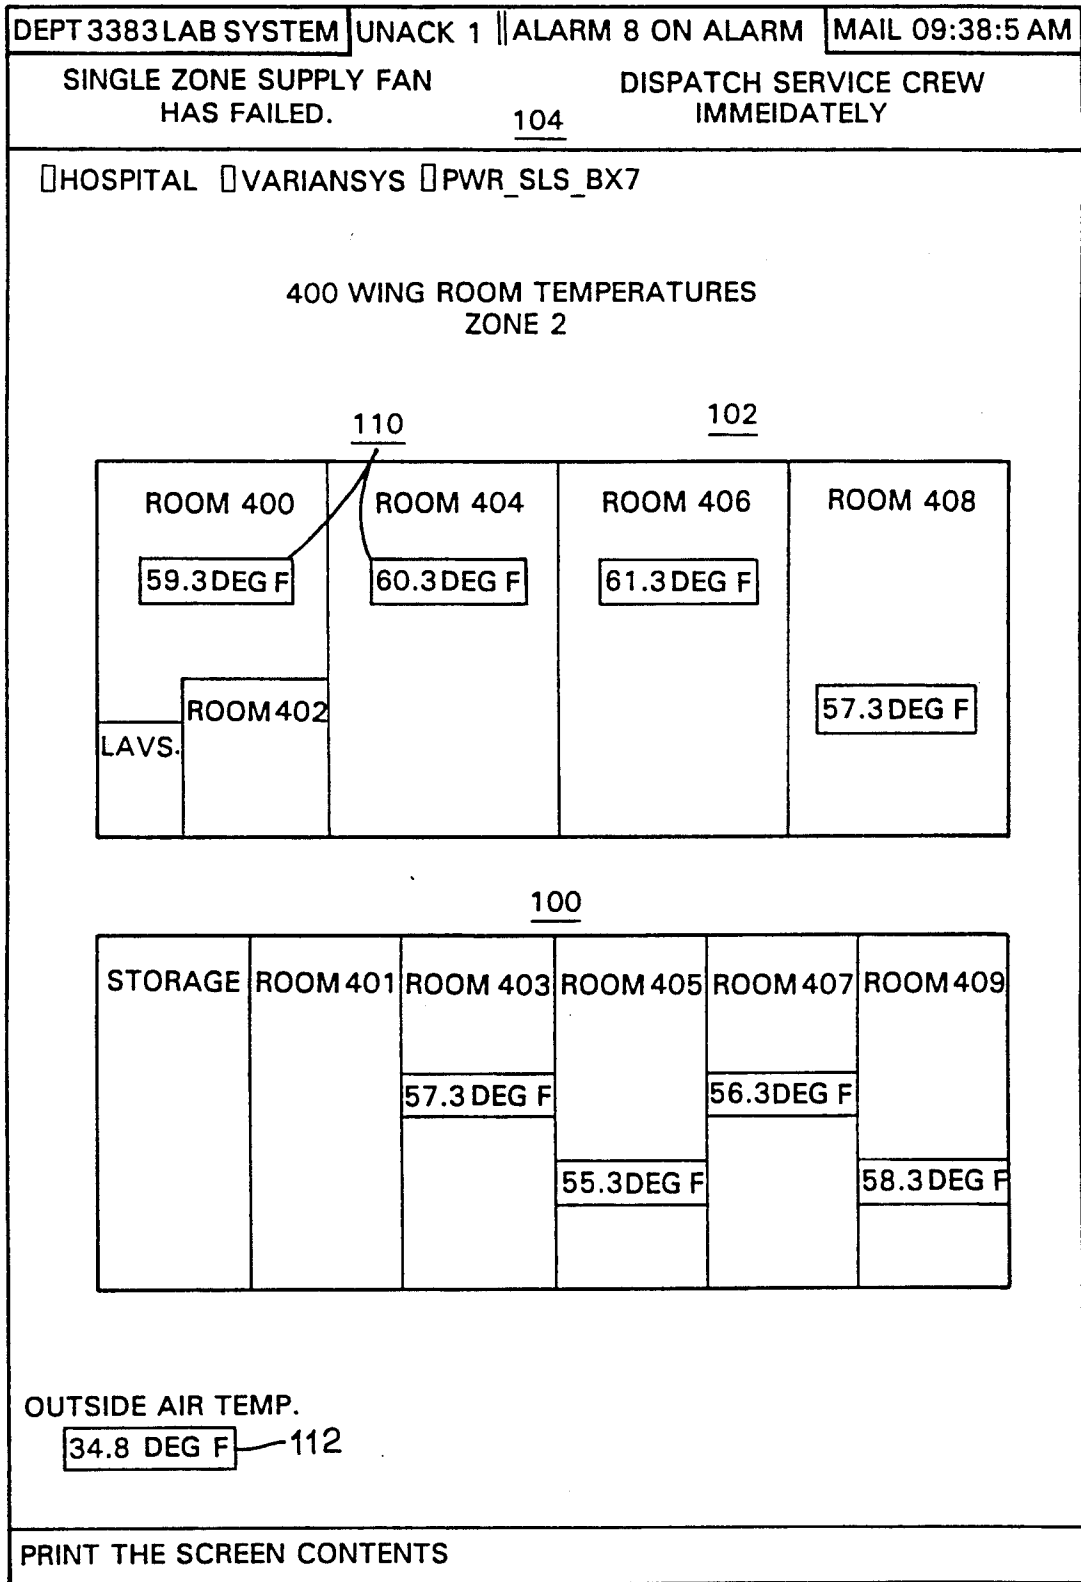 DEPT 3383 LAB SYSTEM UNACK 1 ||ALARM 8 ON ALARM MAIL 09:38:5 AM
SINGLE ZONE SUPPLY FAN DISPATCH SERVICE CREW
HAS FAILED. 104 IMMEIDATELY
▯HOSPITAL ▯VARIANSYS ▯PWR_SLS_BX7
400 WING ROOM TEMPERATURES
ZONE 2
110 102
ROOM 400 ROOM 404 ROOM 406 ROOM 408
59.3 DEG F 60.3 DEG F 61.3 DEG F
ROOM 402 57.3 DEG F
LAVS.
100
STORAGE ROOM 401 ROOM 403 ROOM 405 ROOM 407 ROOM 409
57.3 DEG F 56.3 DEG F
55.3 DEG F 58.3 DEG F
OUTSIDE AIR TEMP.
34.8 DEG F 112
PRINT THE SCREEN CONTENTS